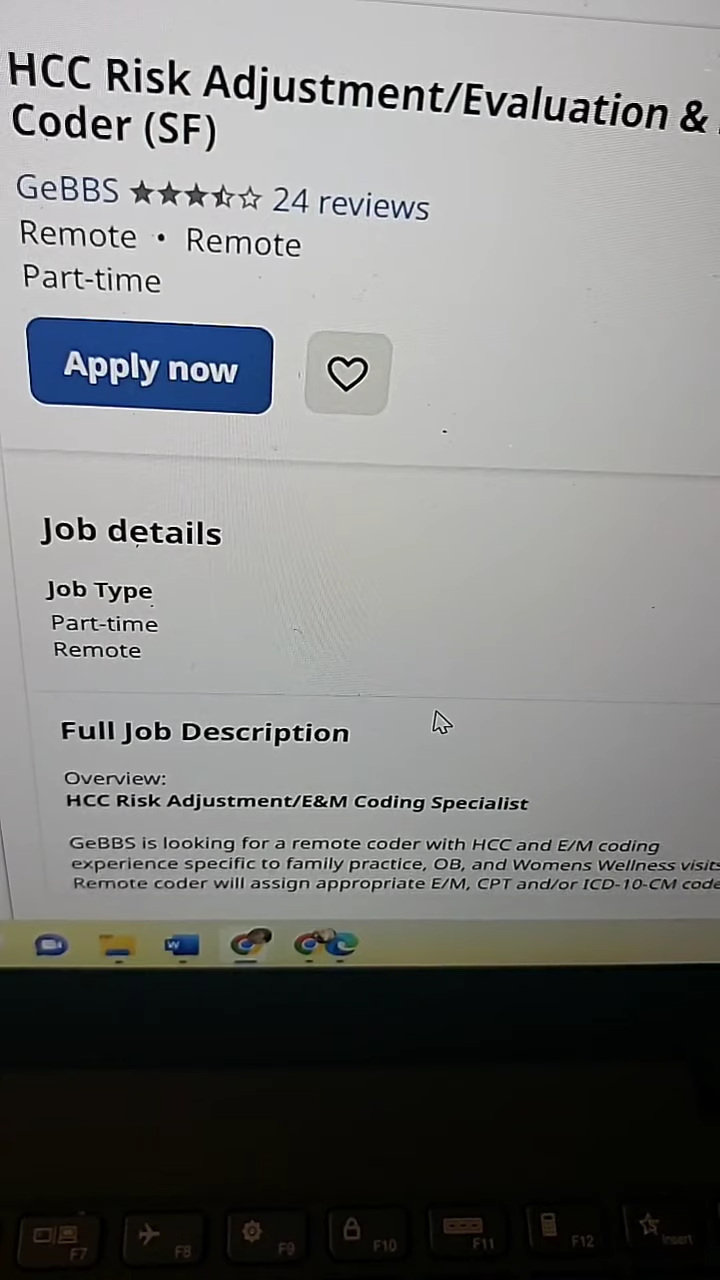 HCC Risk Adjustment/Evaluation &
Coder (SF)
GeBBS ★★★⯪☆ 24 reviews
Remote • Remote
Part-time
Apply now
Job details
Job Type
Part-time
Remote
Full Job Description
Overview:
HCC Risk Adjustment/E&M Coding Specialist
GeBBS is looking for a remote coder with HCC and E/M coding
experience specific to family practice, OB, and Womens Wellness visits
Remote coder will assign appropriate E/M, CPT and/or ICD-10-CM code
W
F7 F8 F9 F10 F11 F12 Insert